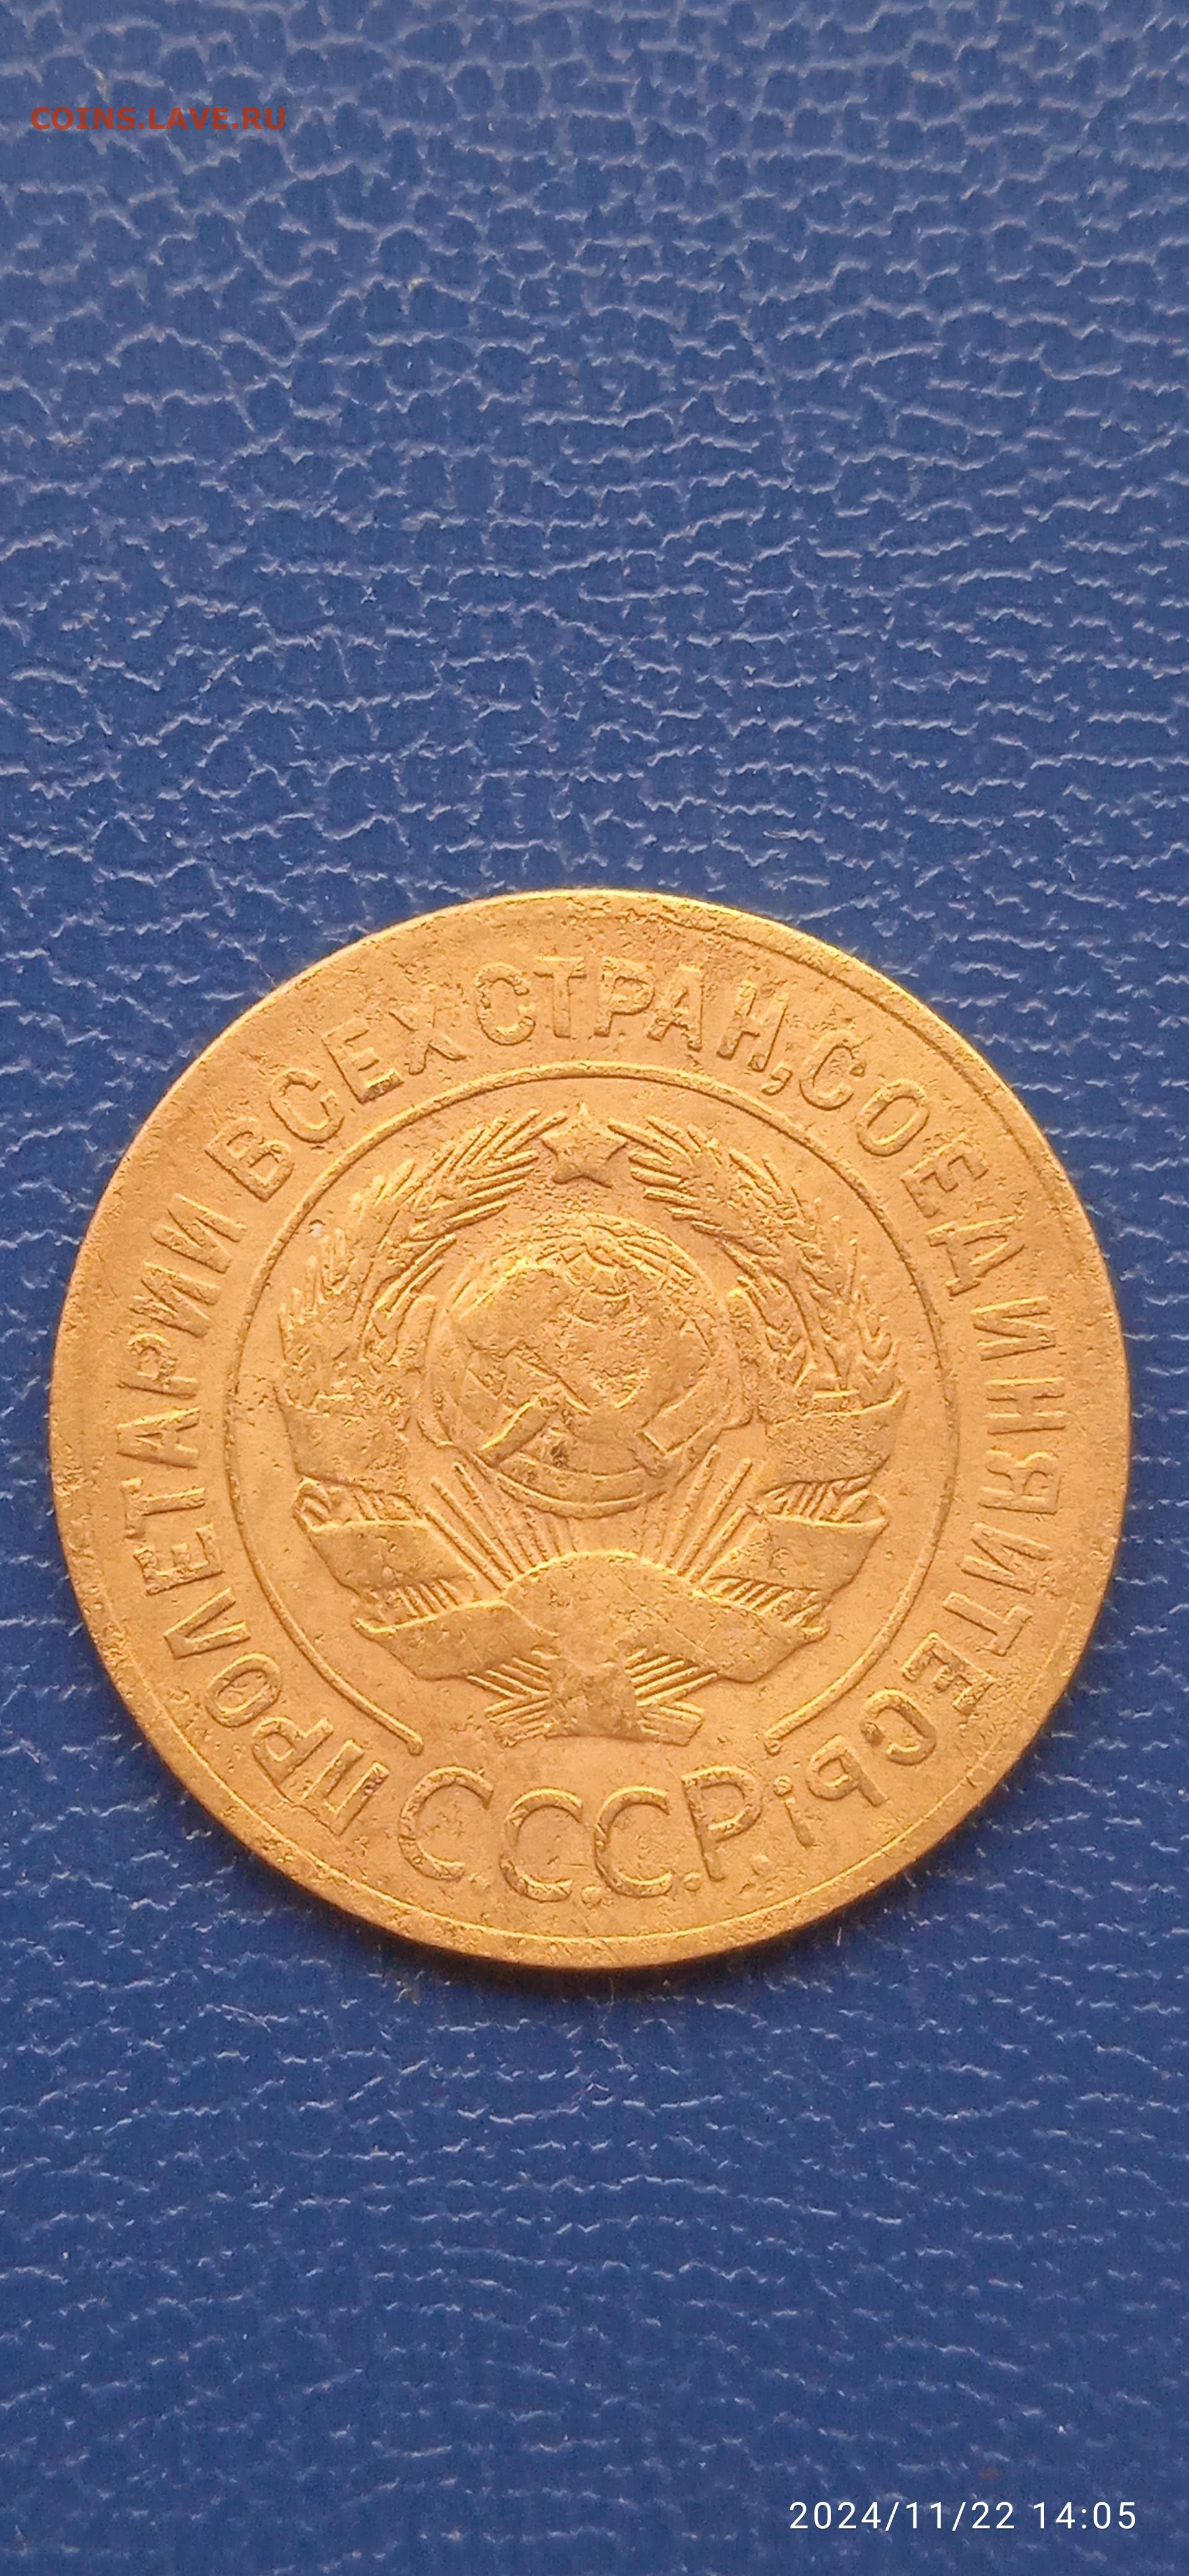 COINS.LAVE.RU
ПРОЛЕТАРИИ ВСЕХ СТРАН, СОЕДИНЯЙТЕСЬ!
С.С.С.Р.
2024/11/22 14:05